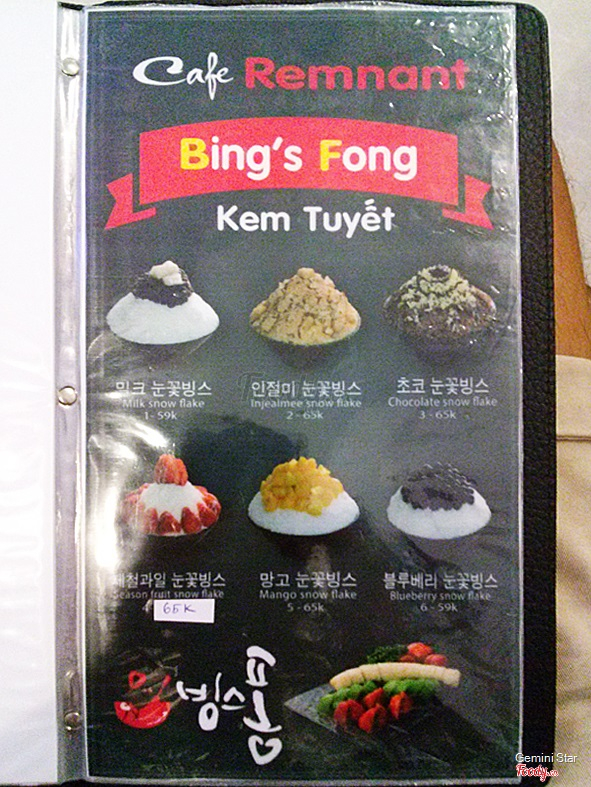 Cafe Remnant
Bing's Fong
Kem Tuyết
밀크 눈꽃빙스
Milk snow flake
1 - 59k
인절미 눈꽃빙스
Injealmee snow flake
2 - 65k
초코 눈꽃빙스
Chocolate snow flake
3 - 65k
제철과일 눈꽃빙스
Season fruit snow flake
4
65K
망고 눈꽃빙스
Mango snow flake
5 - 65k
블루베리 눈꽃빙스
Blueberry snow flake
6 - 59k
빙스퐁
Gemini Star
Foody.vn